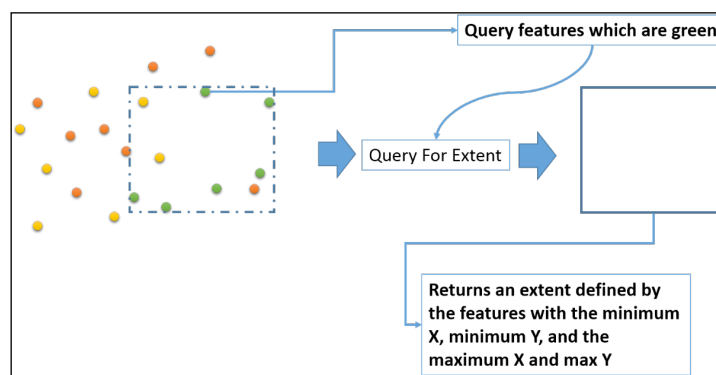 Query features which are green
Query For Extent
Returns an extent defined by
the features with the minimum
X, minimum Y, and the
maximum X and max Y